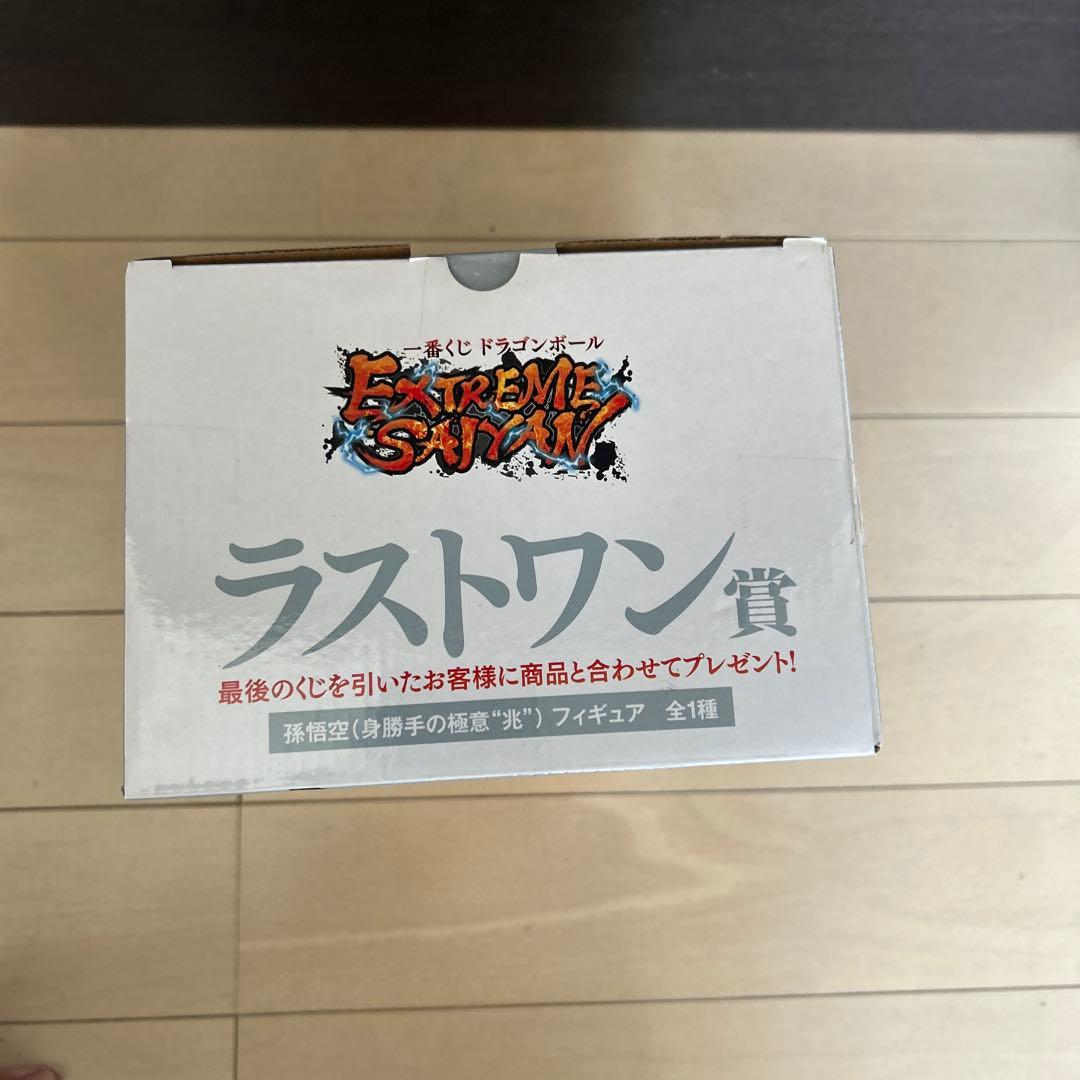 一番くじ ドラゴンボール
EXTREME
SAIYAN
ラストワン賞
最後のくじを引いたお客様に商品と合わせてプレゼント!
孫悟空(身勝手の極意“兆”) フィギュア 全1種